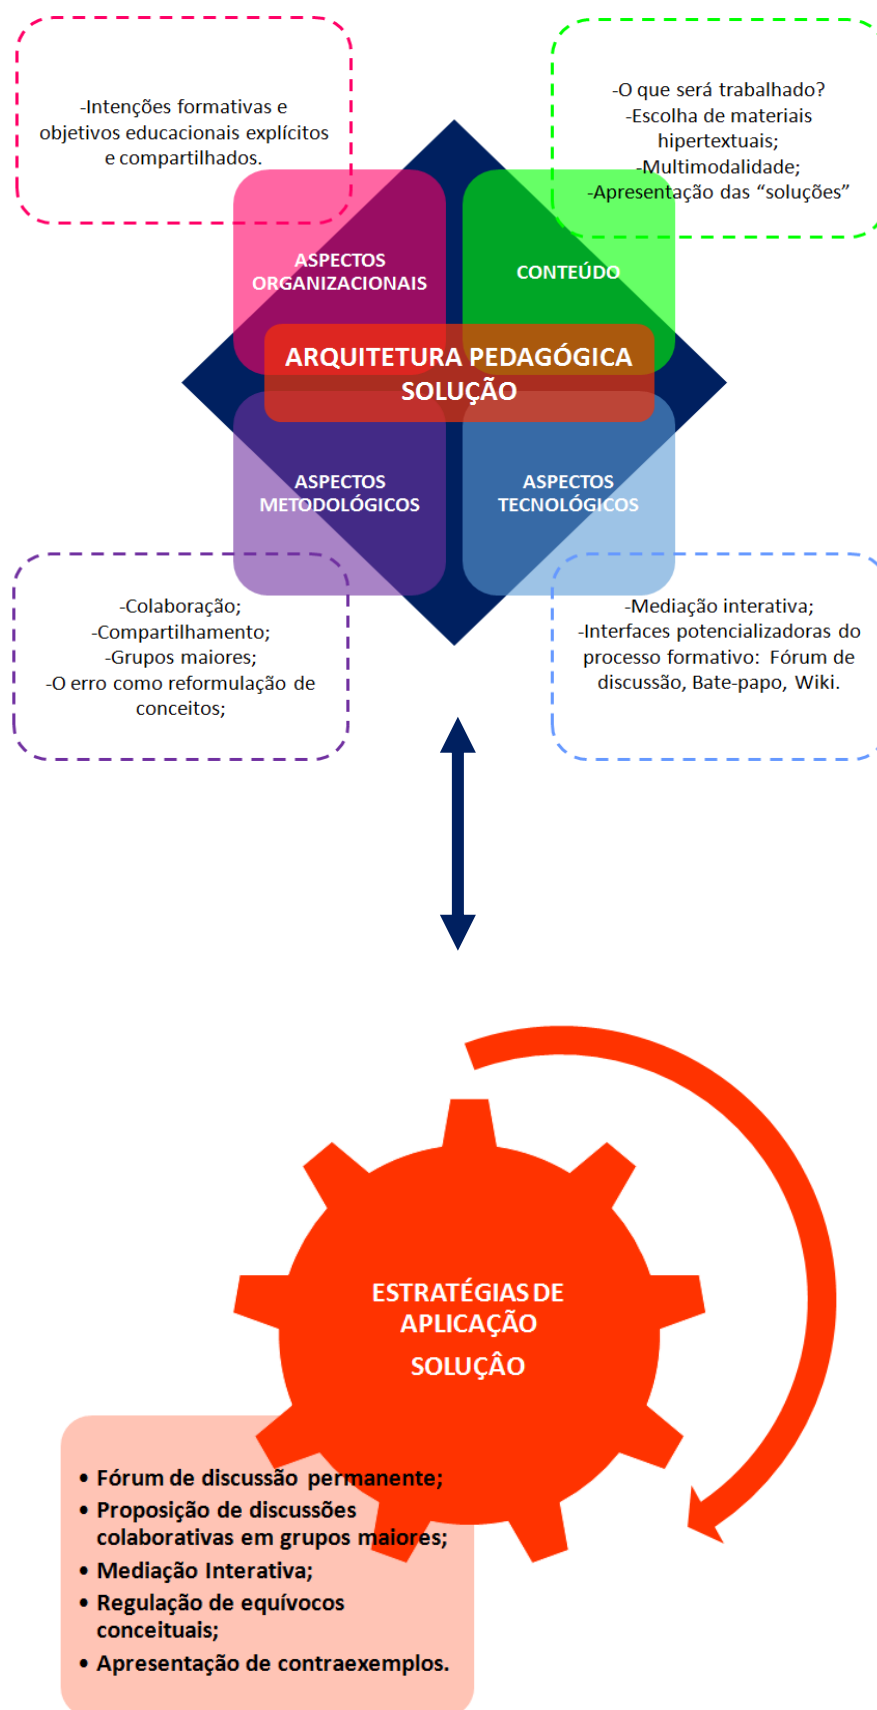 -Intenções formativas e
objetivos educacionais explícitos
e compartilhados.
-O que será trabalhado?
-Escolha de materiais
hipertextuais;
-Multimodalidade;
-Apresentação das “soluções”
ASPECTOS
ORGANIZACIONAIS
CONTEÚDO
ARQUITETURA PEDAGÓGICA
SOLUÇÃO
ASPECTOS
METODOLÓGICOS
ASPECTOS
TECNOLÓGICOS
-Colaboração;
-Compartilhamento;
-Grupos maiores;
-O erro como reformulação de
conceitos;
-Mediação interativa;
-Interfaces potencializadoras do
processo formativo: Fórum de
discussão, Bate-papo, Wiki.
ESTRATÉGIAS DE
APLICAÇÃO
SOLUÇÂO
• Fórum de discussão permanente;
• Proposição de discussões
colaborativas em grupos maiores;
• Mediação Interativa;
• Regulação de equívocos
conceituais;
• Apresentação de contraexemplos.